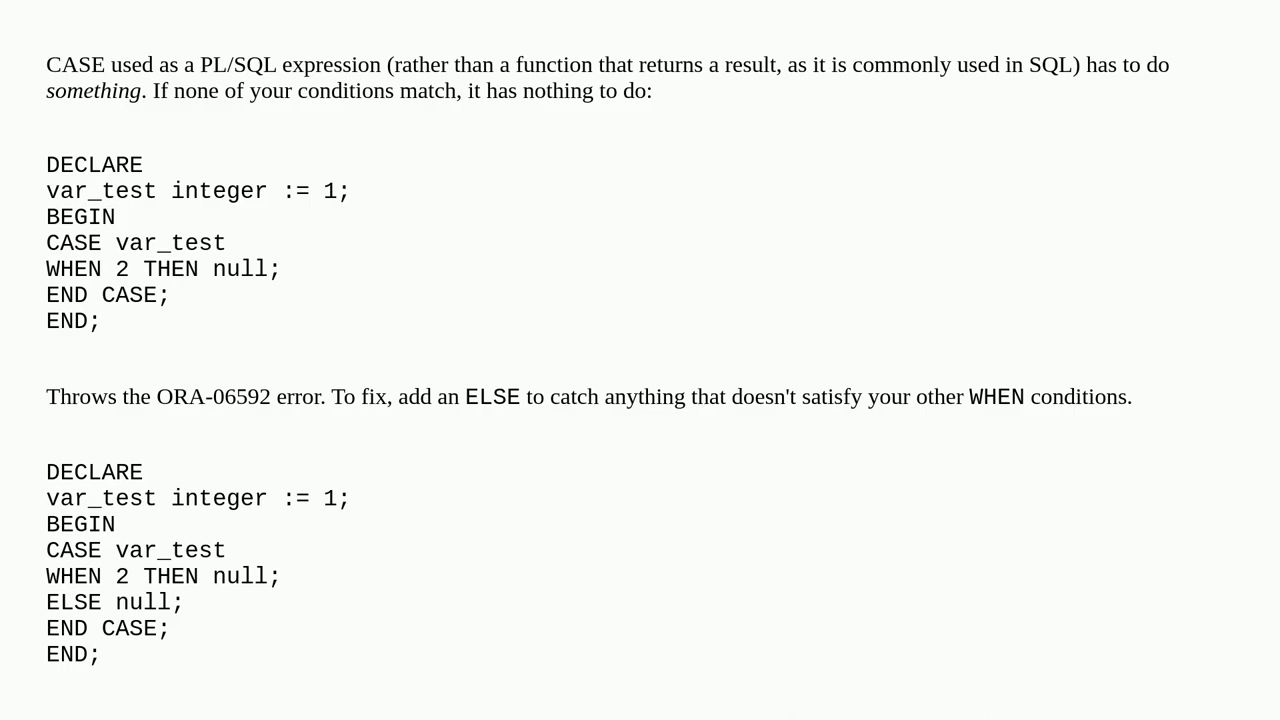 CASE used as a PL/SQL expression (rather than a function that returns a result, as it is commonly used in SQL) has to do
something. If none of your conditions match, it has nothing to do:
DECLARE
var_test integer := 1;
BEGIN
CASE var_test
WHEN 2 THEN null;
END CASE;
END;
Throws the ORA-06592 error. To fix, add an ELSE to catch anything that doesn't satisfy your other WHEN conditions.
DECLARE
var_test integer := 1;
BEGIN
CASE var_test
WHEN 2 THEN null;
ELSE null;
END CASE;
END;